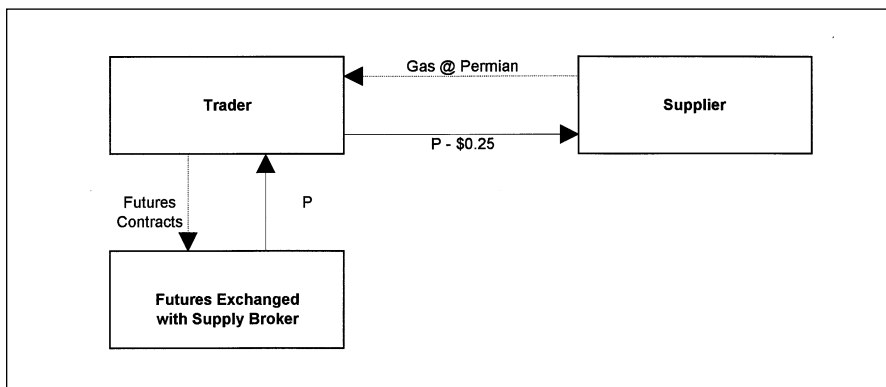 Gas @ Permian
Trader
Supplier
P - $0.25
Futures
Contracts
P
Futures Exchanged
with Supply Broker